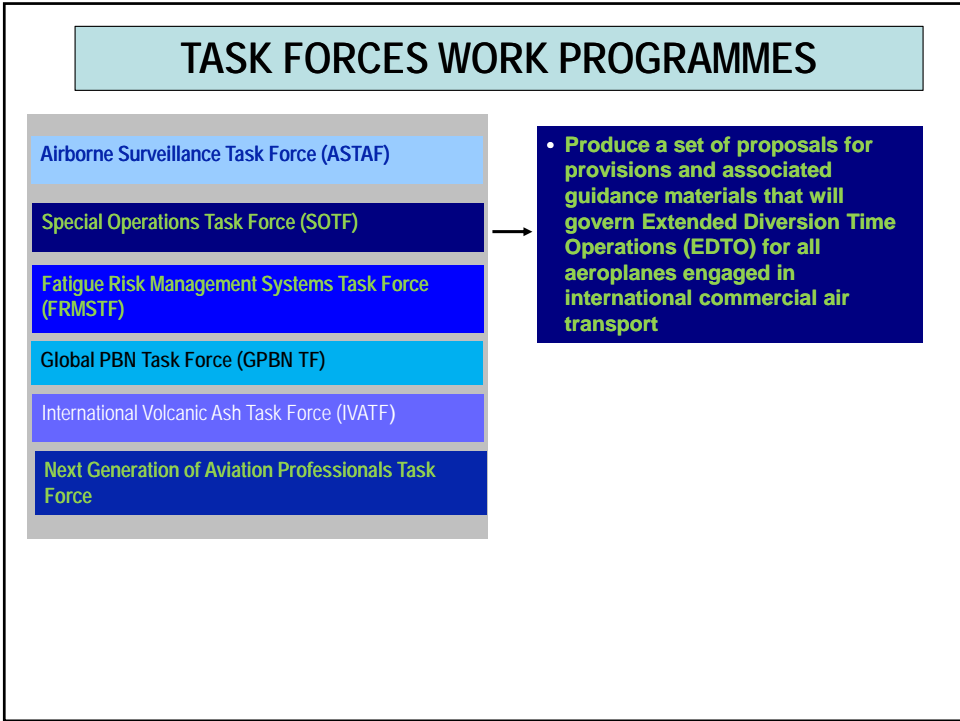 TASK FORCES WORK PROGRAMMES
Airborne Surveillance Task Force (ASTAF)
Special Operations Task Force (SOTF)
Fatigue Risk Management Systems Task Force
(FRMSTF)
Global PBN Task Force (GPBN TF)
International Volcanic Ash Task Force (IVATF)
Next Generation of Aviation Professionals Task
Force
• Produce a set of proposals for
provisions and associated
guidance materials that will
govern Extended Diversion Time
Operations (EDTO) for all
aeroplanes engaged in
international commercial air
transport